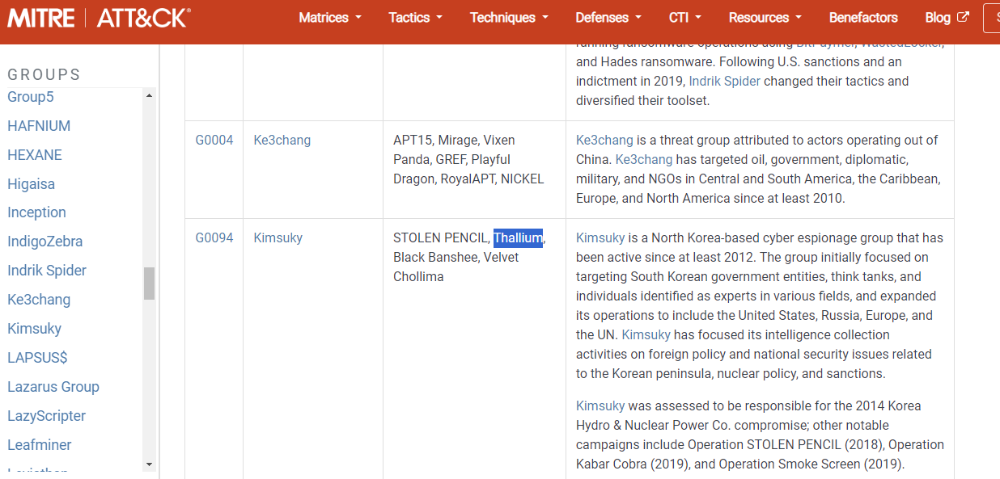 MITRE | ATT&CK®
Matrices
Tactics
Techniques
Defenses
CTI
Resources
Benefactors
Blog
GROUPS
Group5
HAFNIUM
HEXANE
Higaisa
Inception
IndigoZebra
Indrik Spider
Ke3chang
Kimsuky
LAPSUS$
Lazarus Group
LazyScripter
Leafminer
running ransomware operations using BitPaymer, WastedLocker,
and Hades ransomware. Following U.S. sanctions and an
indictment in 2019, Indrik Spider changed their tactics and
diversified their toolset.
G0004
Ke3chang
APT15, Mirage, Vixen
Panda, GREF, Playful
Dragon, RoyalAPT, NICKEL
Ke3chang is a threat group attributed to actors operating out of
China. Ke3chang has targeted oil, government, diplomatic,
military, and NGOs in Central and South America, the Caribbean,
Europe, and North America since at least 2010.
G0094
Kimsuky
STOLEN PENCIL, Thallium,
Black Banshee, Velvet
Chollima
Kimsuky is a North Korea-based cyber espionage group that has
been active since at least 2012. The group initially focused on
targeting South Korean government entities, think tanks, and
individuals identified as experts in various fields, and expanded
its operations to include the United States, Russia, Europe, and
the UN. Kimsuky has focused its intelligence collection
activities on foreign policy and national security issues related
to the Korean peninsula, nuclear policy, and sanctions.
Kimsuky was assessed to be responsible for the 2014 Korea
Hydro & Nuclear Power Co. compromise; other notable
campaigns include Operation STOLEN PENCIL (2018), Operation
Kabar Cobra (2019), and Operation Smoke Screen (2019).